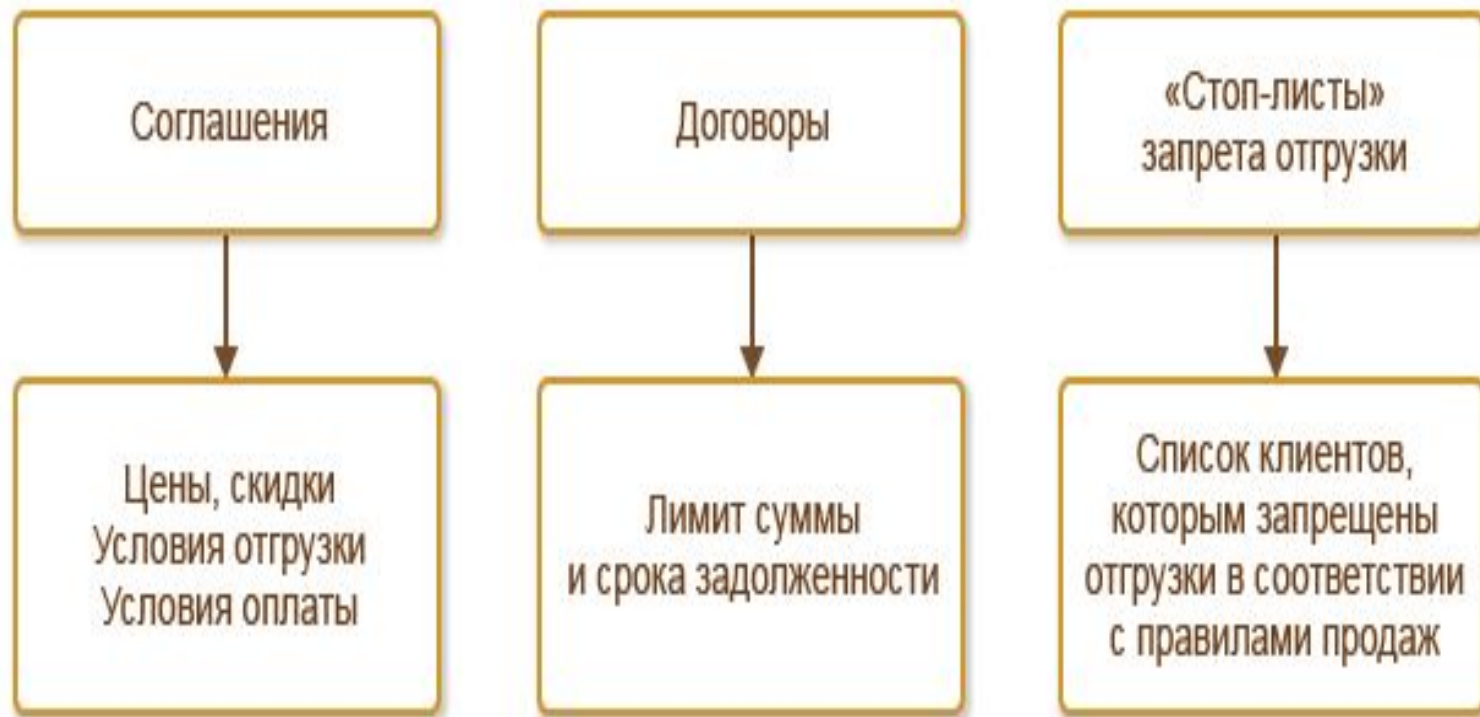 Соглашения
Договоры
«Стоп-листы»
запрета отгрузки
Цены, скидки
Условия отгрузки
Условия оплаты
Лимит суммы
и срока задолженности
Список клиентов,
которым запрещены
отгрузки в соответствии
с правилами продаж